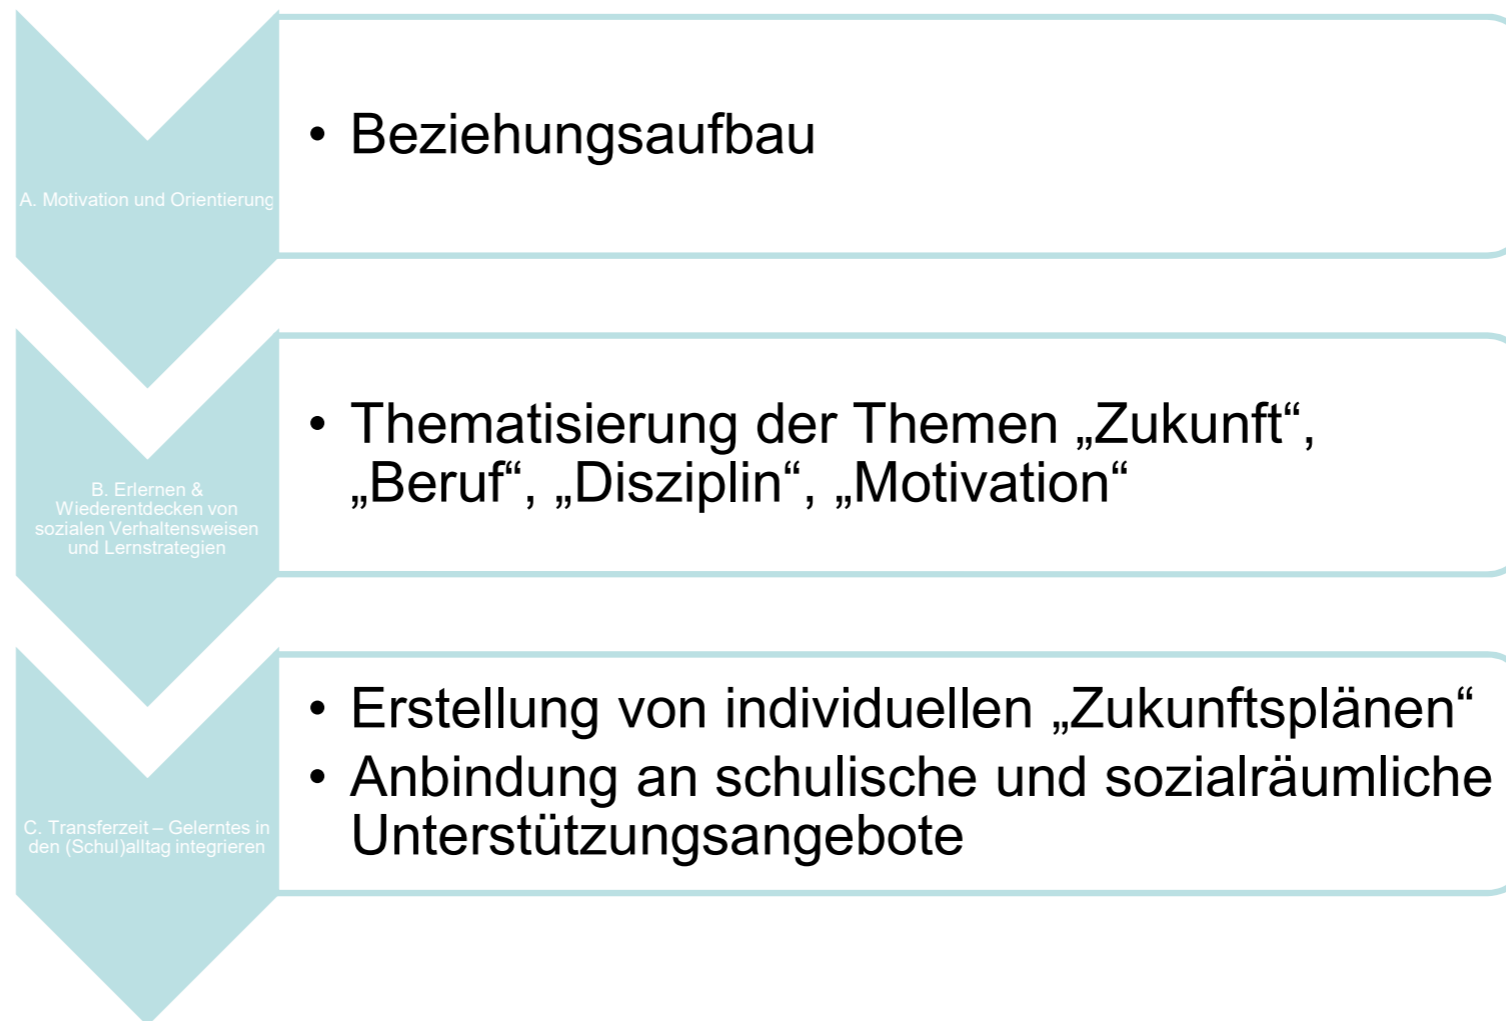 A. Motivation und Orientierung
• Beziehungsaufbau
B. Erlernen &
Wiederentdecken von
sozialen Verhaltensweisen
und Lernstrategien
• Thematisierung der Themen „Zukunft“,
„Beruf“, „Disziplin“, „Motivation“
C. Transferzeit – Gelerntes in
den (Schul)alltag integrieren
• Erstellung von individuellen „Zukunftsplänen“
• Anbindung an schulische und sozialräumliche
Unterstützungsangebote